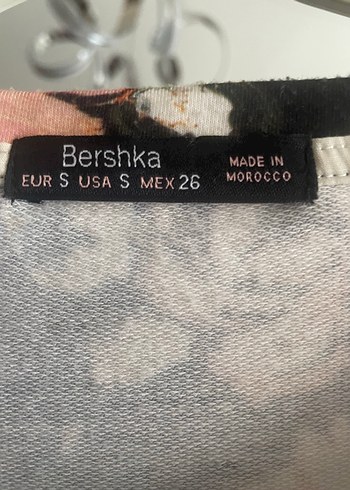 Bershka
EUR S USA S MEX 26
MADE IN
MOROCCO